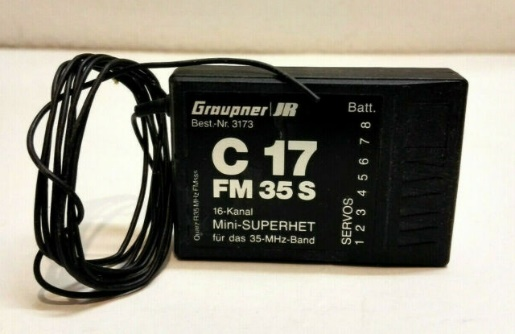 Graupner JR
Best.-Nr. 3173
C 17
FM 35 S
16-Kanal
Mini-SUPERHET
für das 35-MHz-Band
Batt.
SERVOS
1 2 3 4 5 6 7 8